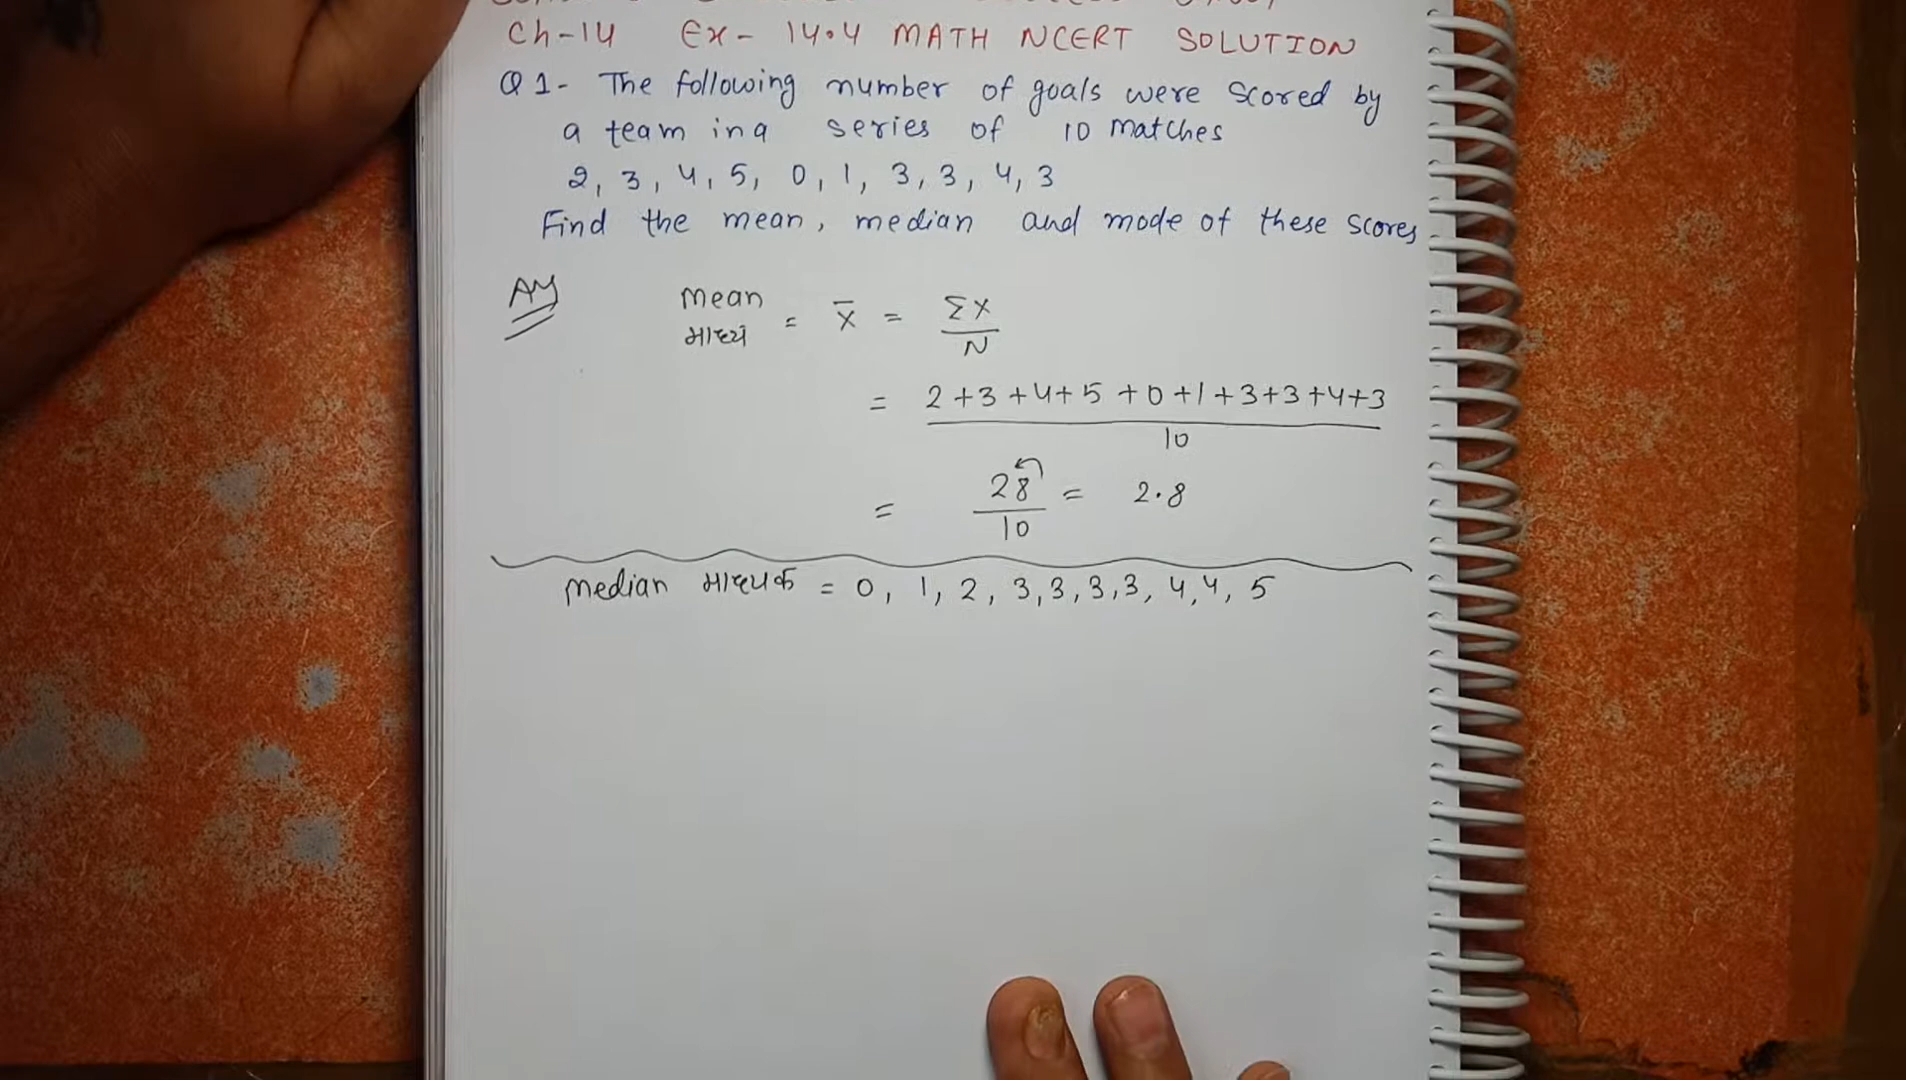 Ch-14 Ex- 14.4 MATH NCERT SOLUTION
Q1- The following number of goals were scored by
a team in a series of 10 matches
2, 3, 4, 5, 0, 1, 3, 3, 4, 3
Find the mean, median and mode of these scores
Ans
mean
माध्य = x̄ = Σx/N
= 2+3+4+5+0+1+3+3+4+3/10
= 28/10 = 2.8
median माध्यक = 0, 1, 2, 3, 3, 3, 3, 4, 4, 5